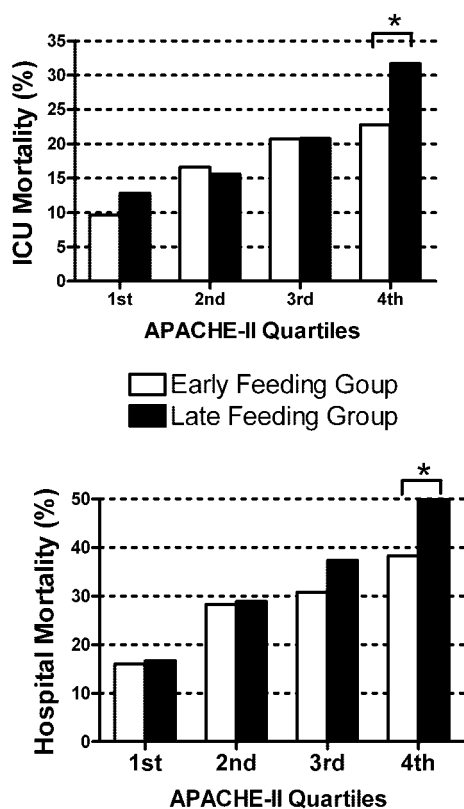 *
35
30
25
20
15
10
5
0
ICU Mortality (%)
1st 2nd 3rd 4th
APACHE-II Quartiles
Early Feeding Goup
Late Feeding Group
*
50
40
30
20
10
0
Hospital Mortality (%)
1st 2nd 3rd 4th
APACHE-II Quartiles